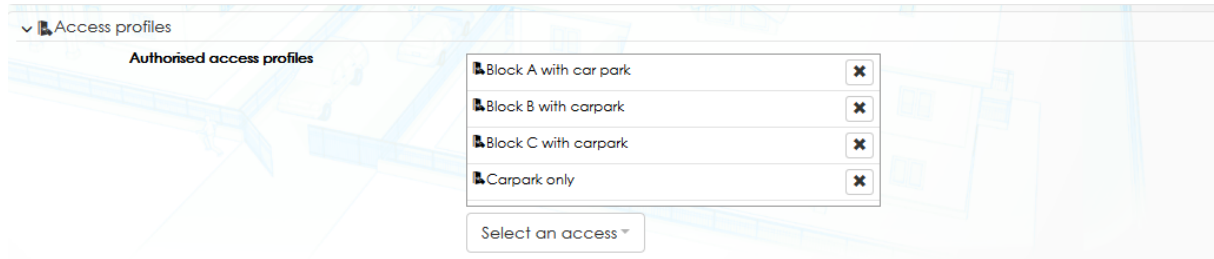 Access profiles
Authorised access profiles
Block A with car park
Block B with carpark
Block C with carpark
Carpark only
Select an access